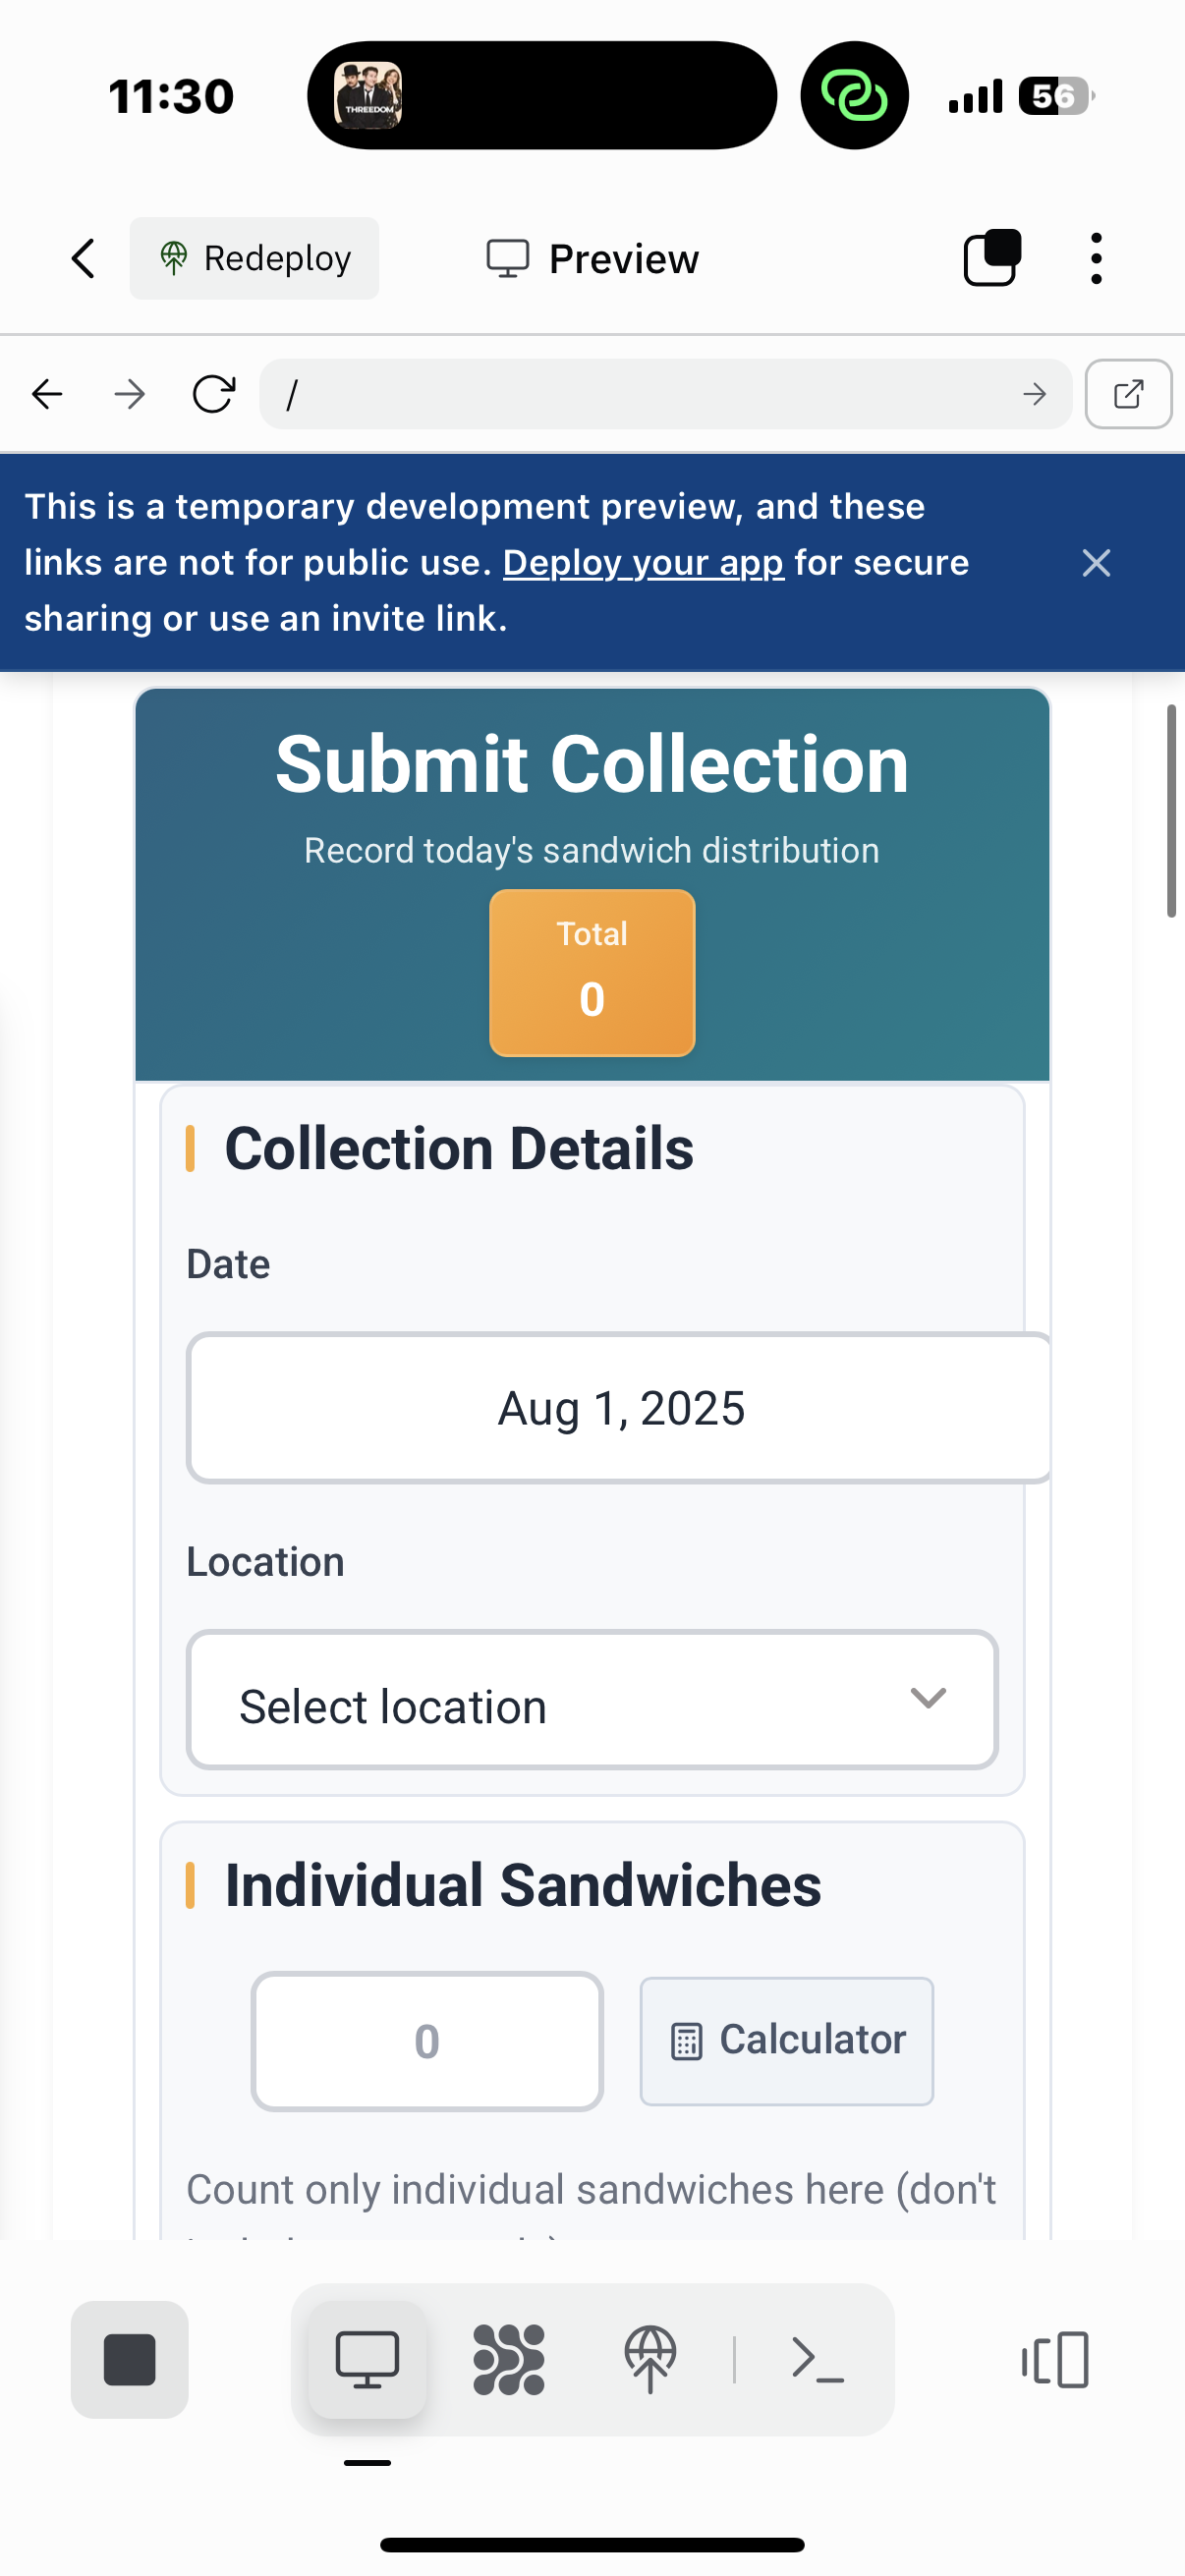 11:30
THREEDOM
56
Redeploy
Preview
/
This is a temporary development preview, and these
links are not for public use. Deploy your app for secure
sharing or use an invite link.
Submit Collection
Record today's sandwich distribution
Total
0
Collection Details
Date
Aug 1, 2025
Location
Select location
Individual Sandwiches
0
Calculator
Count only individual sandwiches here (don't